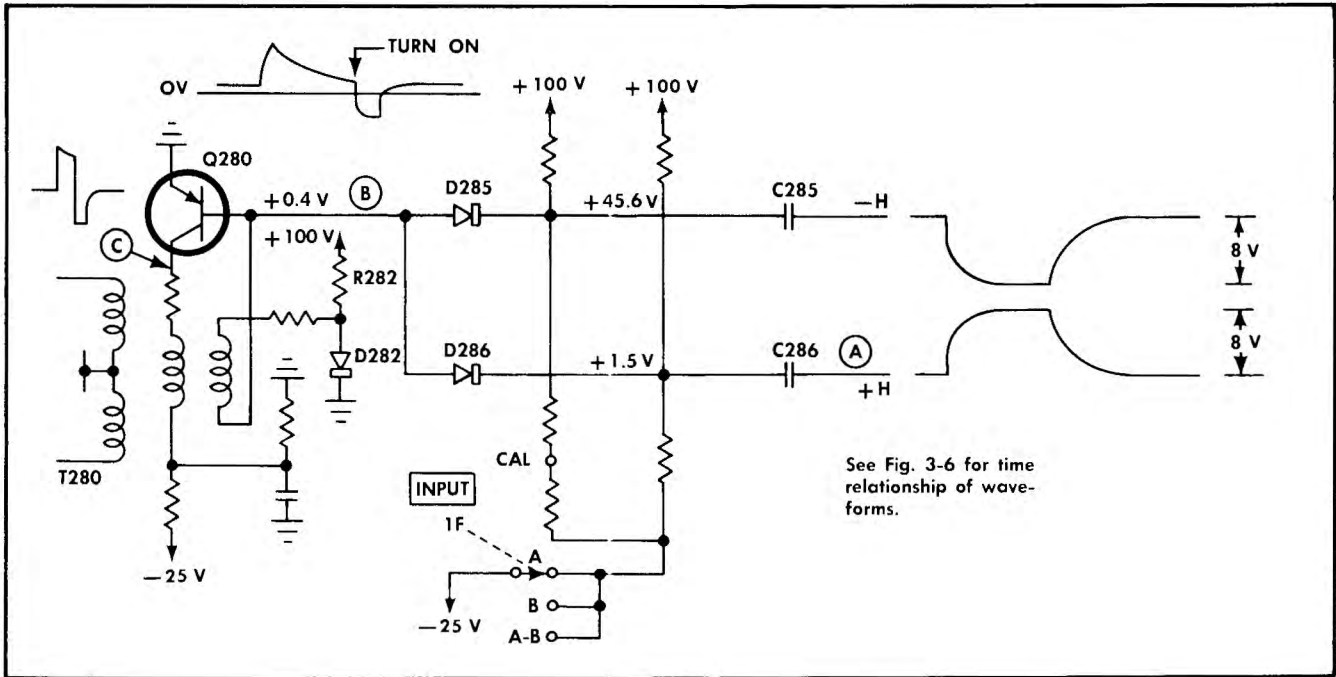 TURN ON
0V
+100 V
+100 V
Q280
+0.4 V
B
D285
+45.6 V
C285
—H
8 V
+100 V
C
R282
D282
D286
+1.5 V
C286
A
+H
8 V
T280
CAL
INPUT
1F
A
B
A-B
—25 V
—25 V
See Fig. 3-6 for time
relationship of wave-
forms.